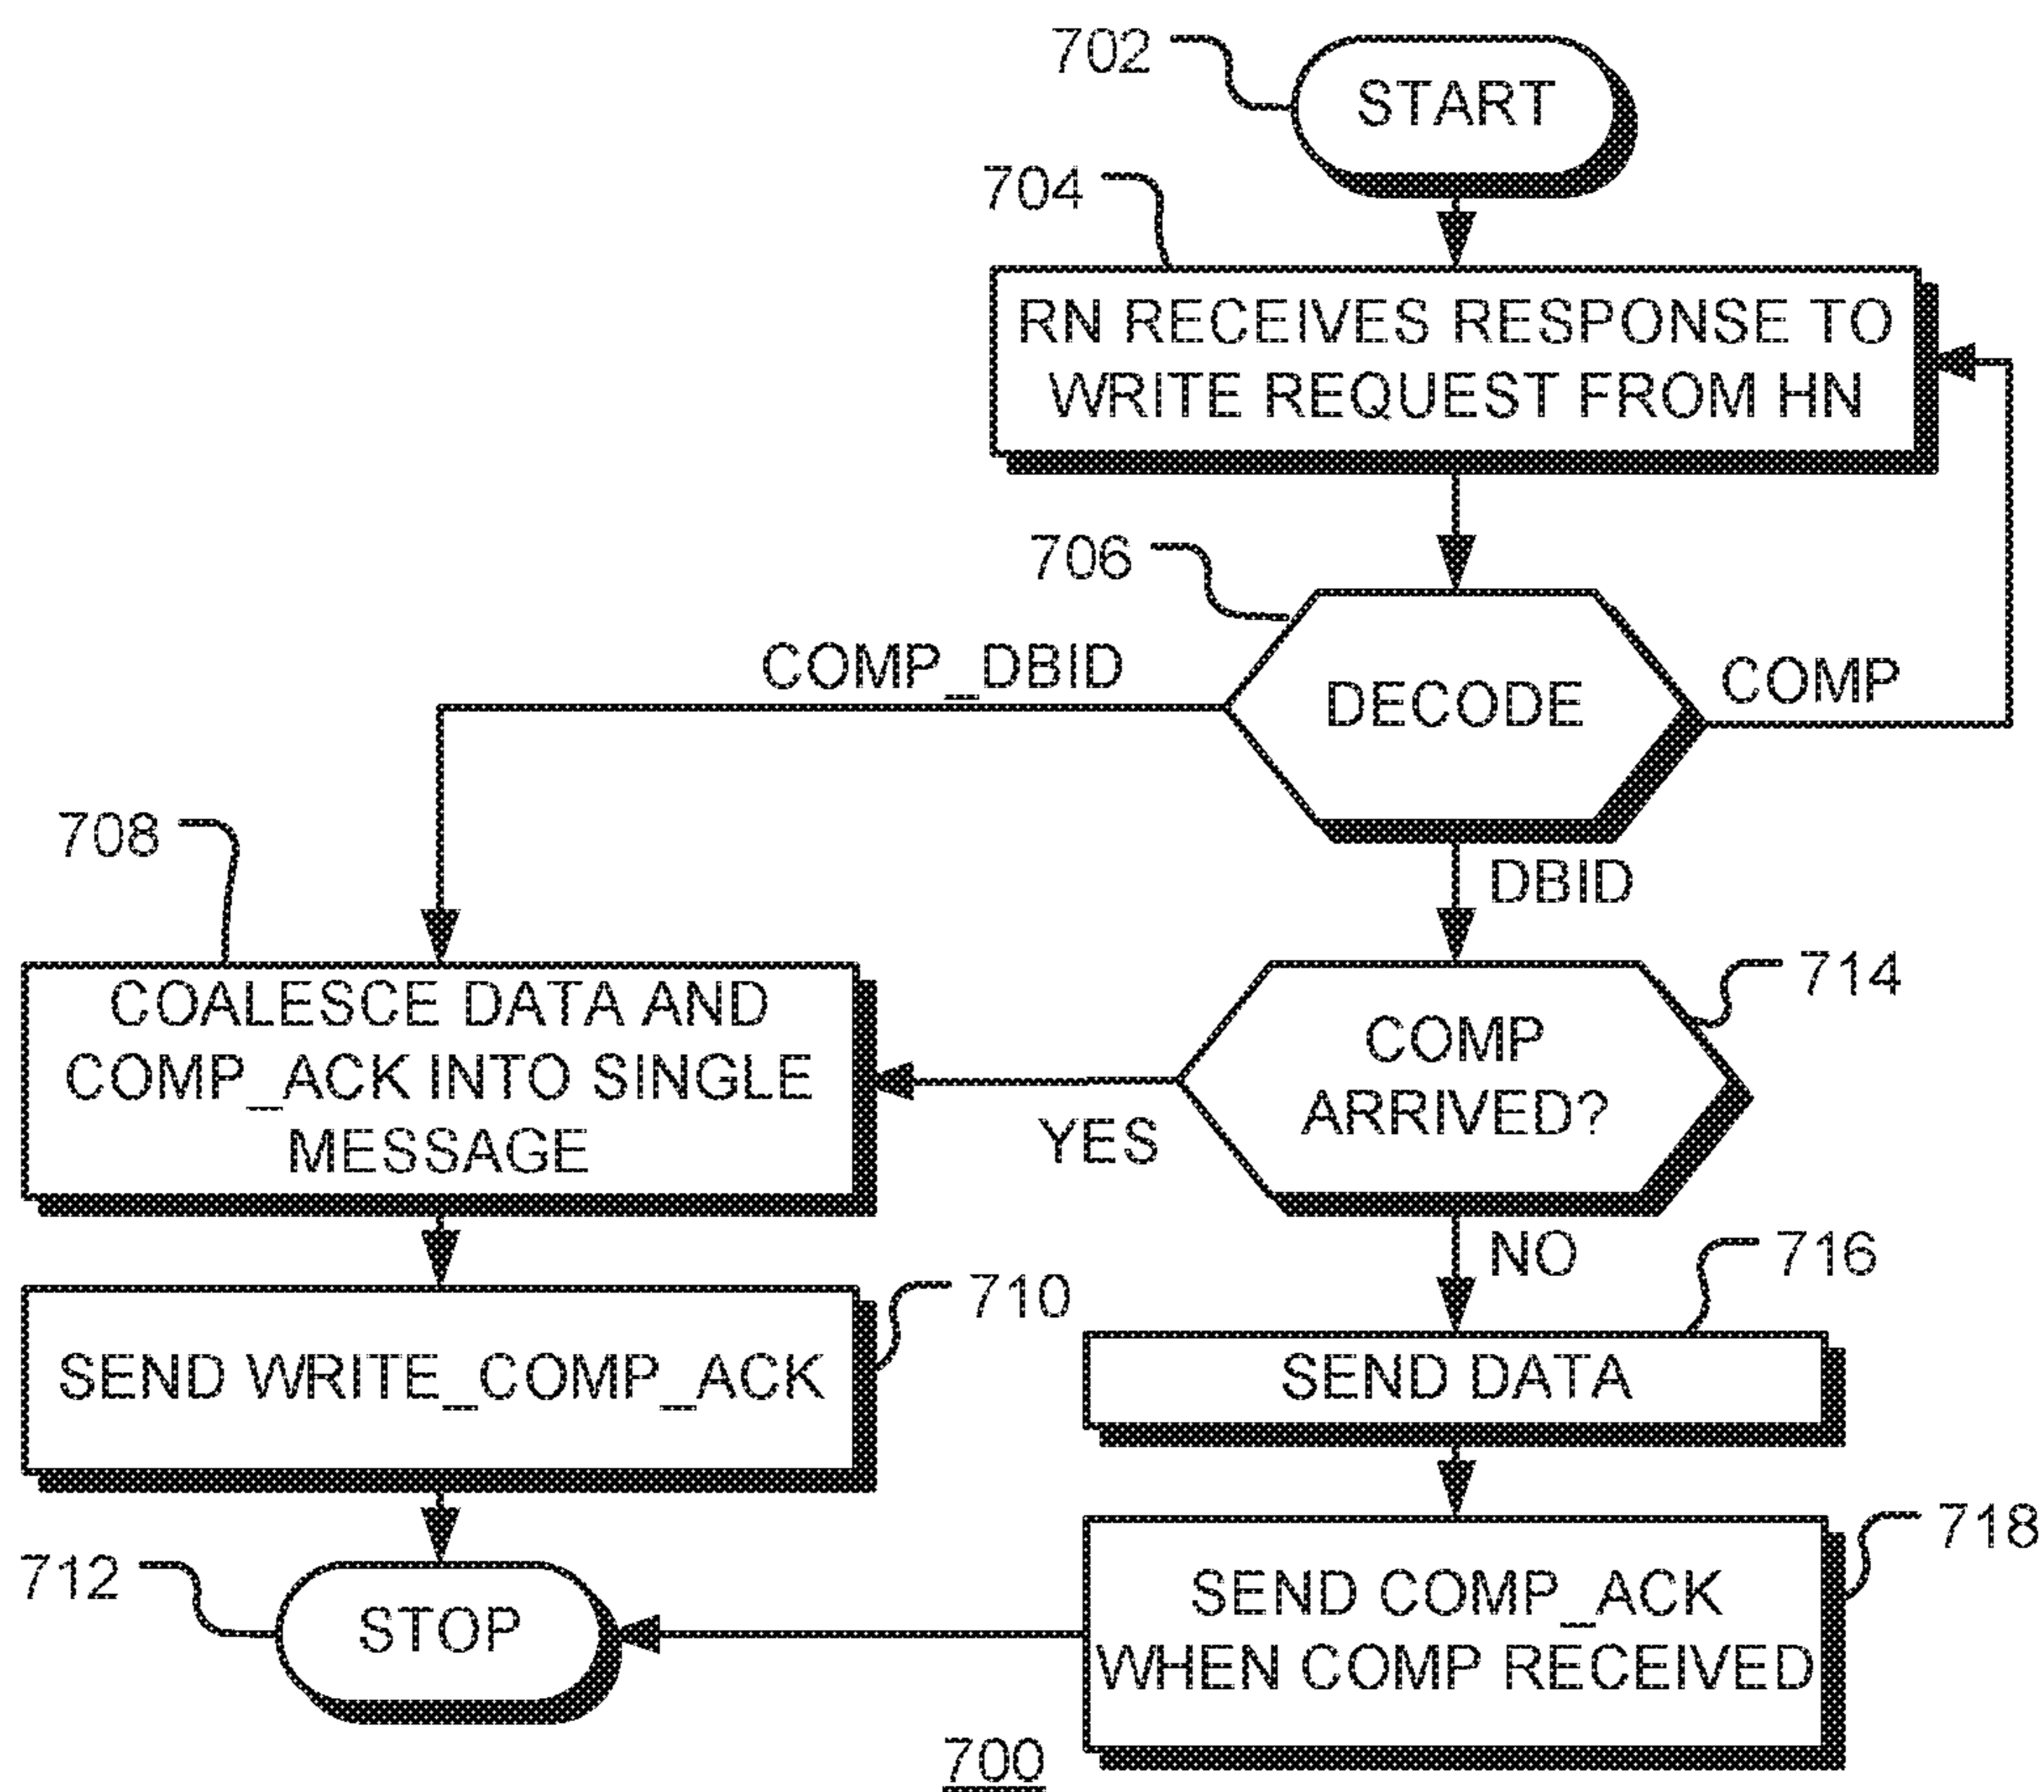 702
START
704
RN RECEIVES RESPONSE TO
WRITE REQUEST FROM HN
706
COMP_DBID
DECODE
COMP
708
DBID
714
COALESCE DATA AND
COMP_ACK INTO SINGLE
MESSAGE
COMP
ARRIVED?
YES
NO
716
710
SEND WRITE_COMP_ACK
SEND DATA
718
712
STOP
SEND COMP_ACK
WHEN COMP RECEIVED
700